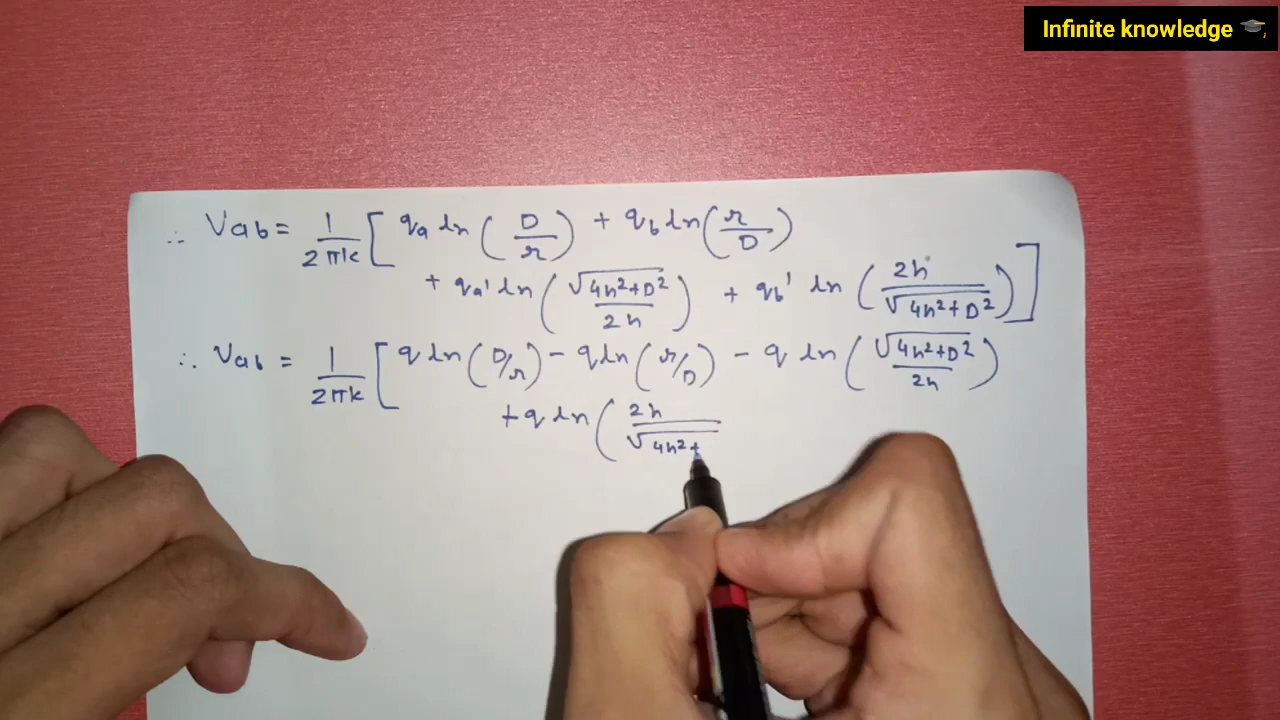 Infinite knowledge 🎓
∴ Vab = 1/2πk [ qa ln (D/r) + qb ln (r/D)
+ qa' ln (√4h²+D² / 2h) + qb' ln (2h / √4h²+D²) ]
∴ Vab = 1/2πk [ q ln (D/r) - q ln (r/D) - q ln (√4h²+D² / 2h)
+ q ln ( 2h / √4h²+